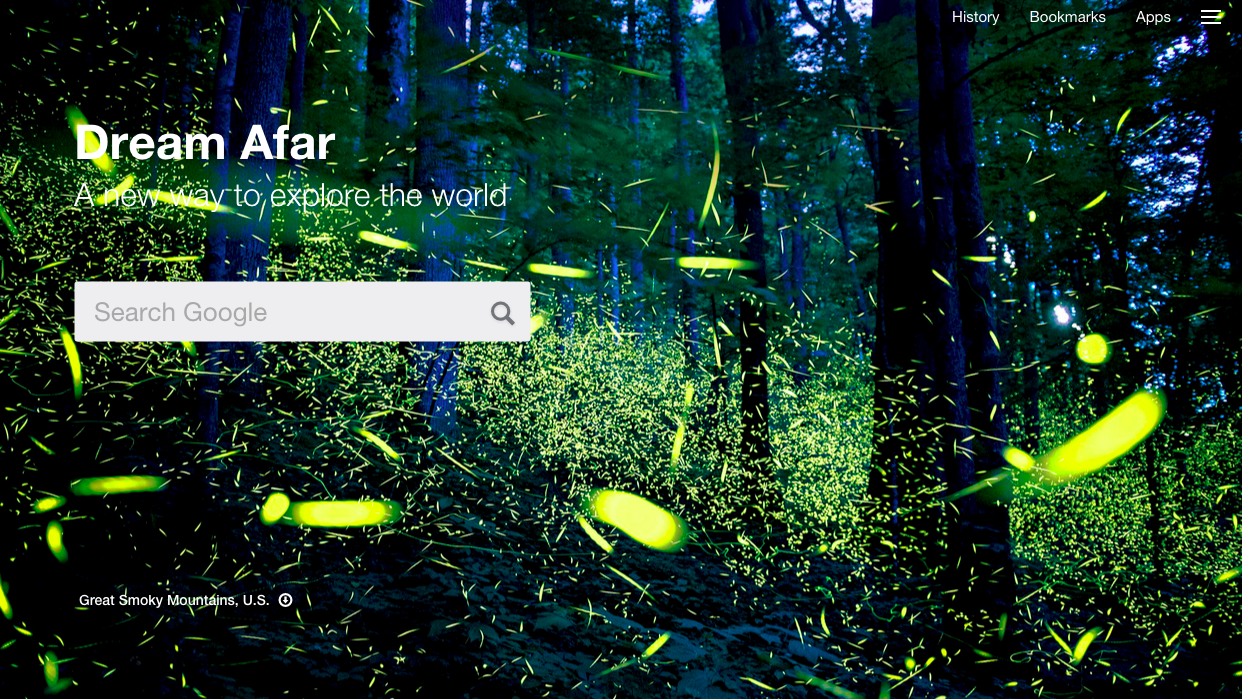 History Bookmarks Apps
Dream Afar
A new way to explore the world
Search Google
Great Smoky Mountains, U.S.